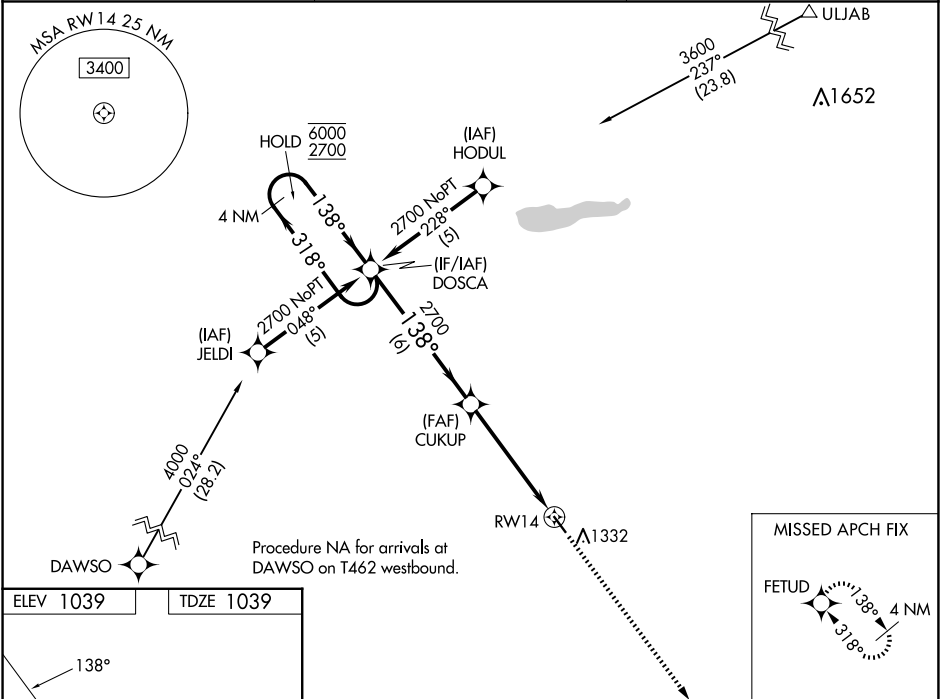 MSA RW14 25 NM
3400
ULJAB
3600
237°
(23.8)
1652
HOLD 6000
2700
(IAF)
HODUL
4 NM
138°
318°
2700 NoPT
228°
(5)
(IF/IAF)
DOSCA
2700 NoPT
048°
(5)
(IAF)
JELDI
2700
138°
(6)
(FAF)
CUKUP
4000
024°
(28.2)
RW14
1332
DAWSO
Procedure NA for arrivals at
DAWSO on T462 westbound.
MISSED APCH FIX
FETUD
138°
4 NM
318°
ELEV 1039
TDZE 1039
138°